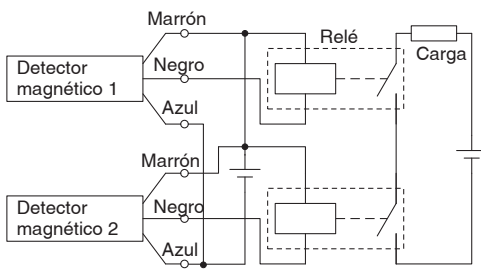 Marrón
Relé
Carga
Detector
magnético 1
Negro
Azul
Marrón
Detector
magnético 2
Negro
Azul